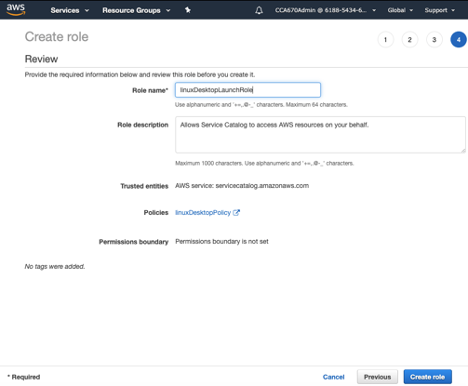 aws Services Resource Groups CCA670Admin @ 6188-5434-6... Global Support
Create role 1 2 3 4
Review
Provide the required information below and review this role before you create it.
Role name* linuxDesktopLaunchRole
Use alphanumeric and '+=,.@-_' characters. Maximum 64 characters.
Role description Allows Service Catalog to access AWS resources on your behalf.
Maximum 1000 characters. Use alphanumeric and '+=,.@-_' characters.
Trusted entities AWS service: servicecatalog.amazonaws.com
Policies linuxDesktopPolicy
Permissions boundary Permissions boundary is not set
No tags were added.
* Required Cancel Previous Create role